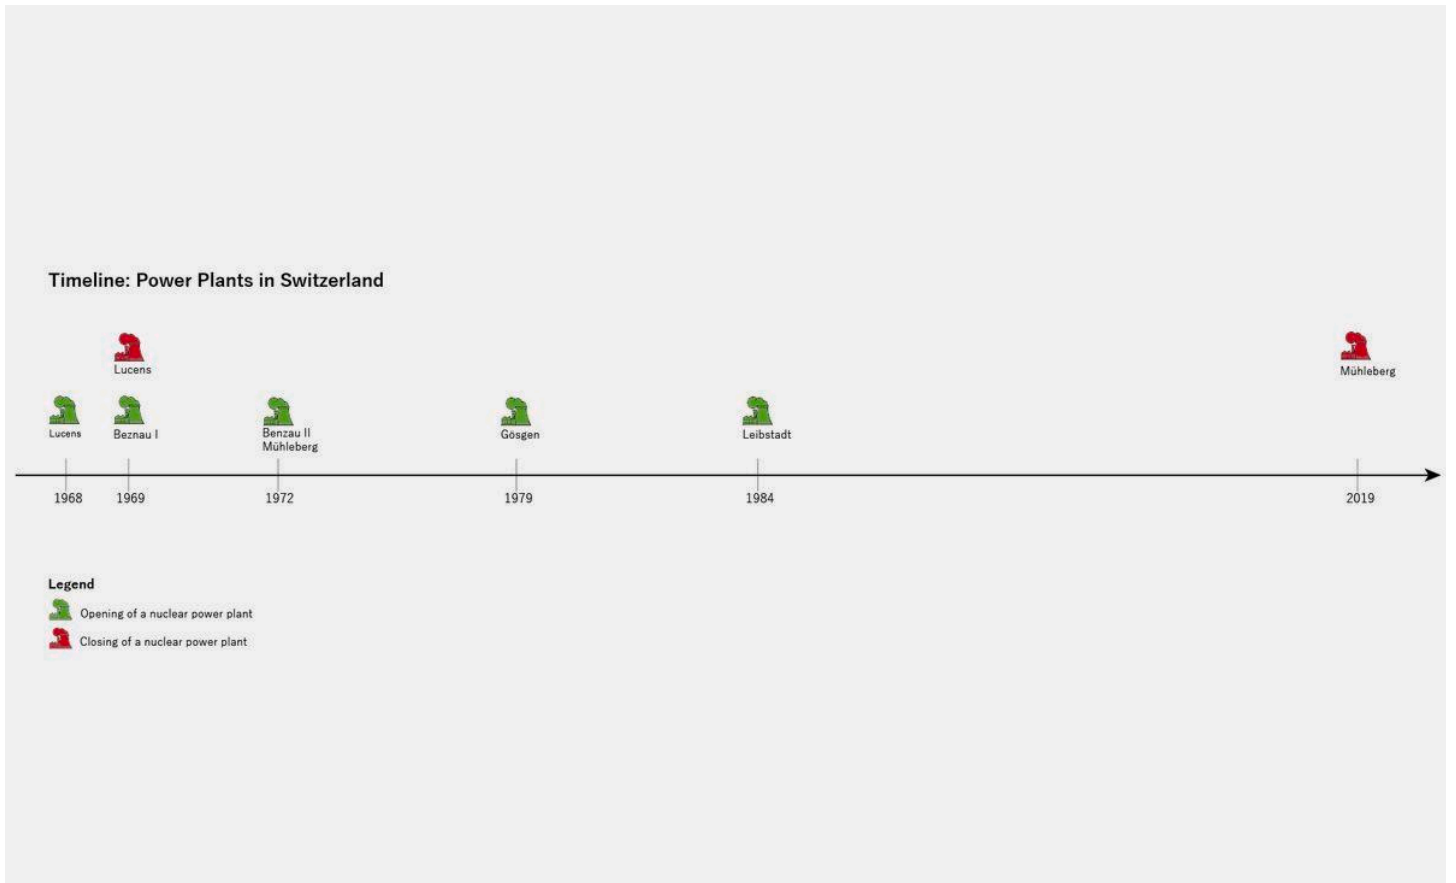 Timeline: Power Plants in Switzerland
Lucens
Mühleberg
Lucens
Beznau I
Benzau II
Mühleberg
Gösgen
Leibstadt
1968
1969
1972
1979
1984
2019
Legend
Opening of a nuclear power plant
Closing of a nuclear power plant